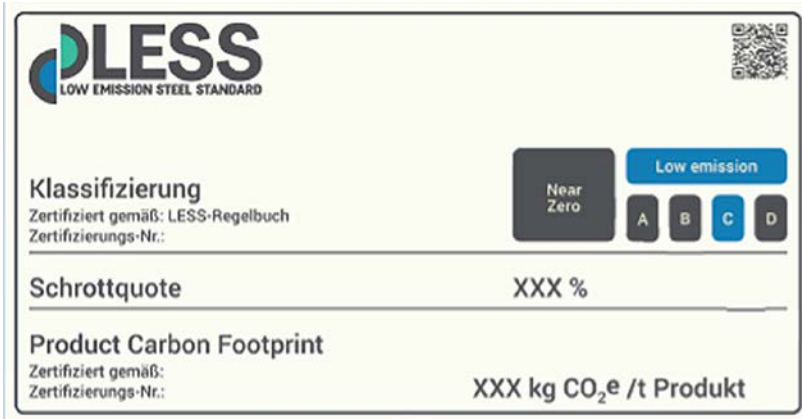 LESS
LOW EMISSION STEEL STANDARD
Klassifizierung
Zertifiziert gemäß: LESS-Regelbuch
Zertifizierungs-Nr.:
Near
Zero
Low emission
A B C D
Schrottquote XXX %
Product Carbon Footprint
Zertifiziert gemäß:
Zertifizierungs-Nr.:
XXX kg CO₂e /t Produkt